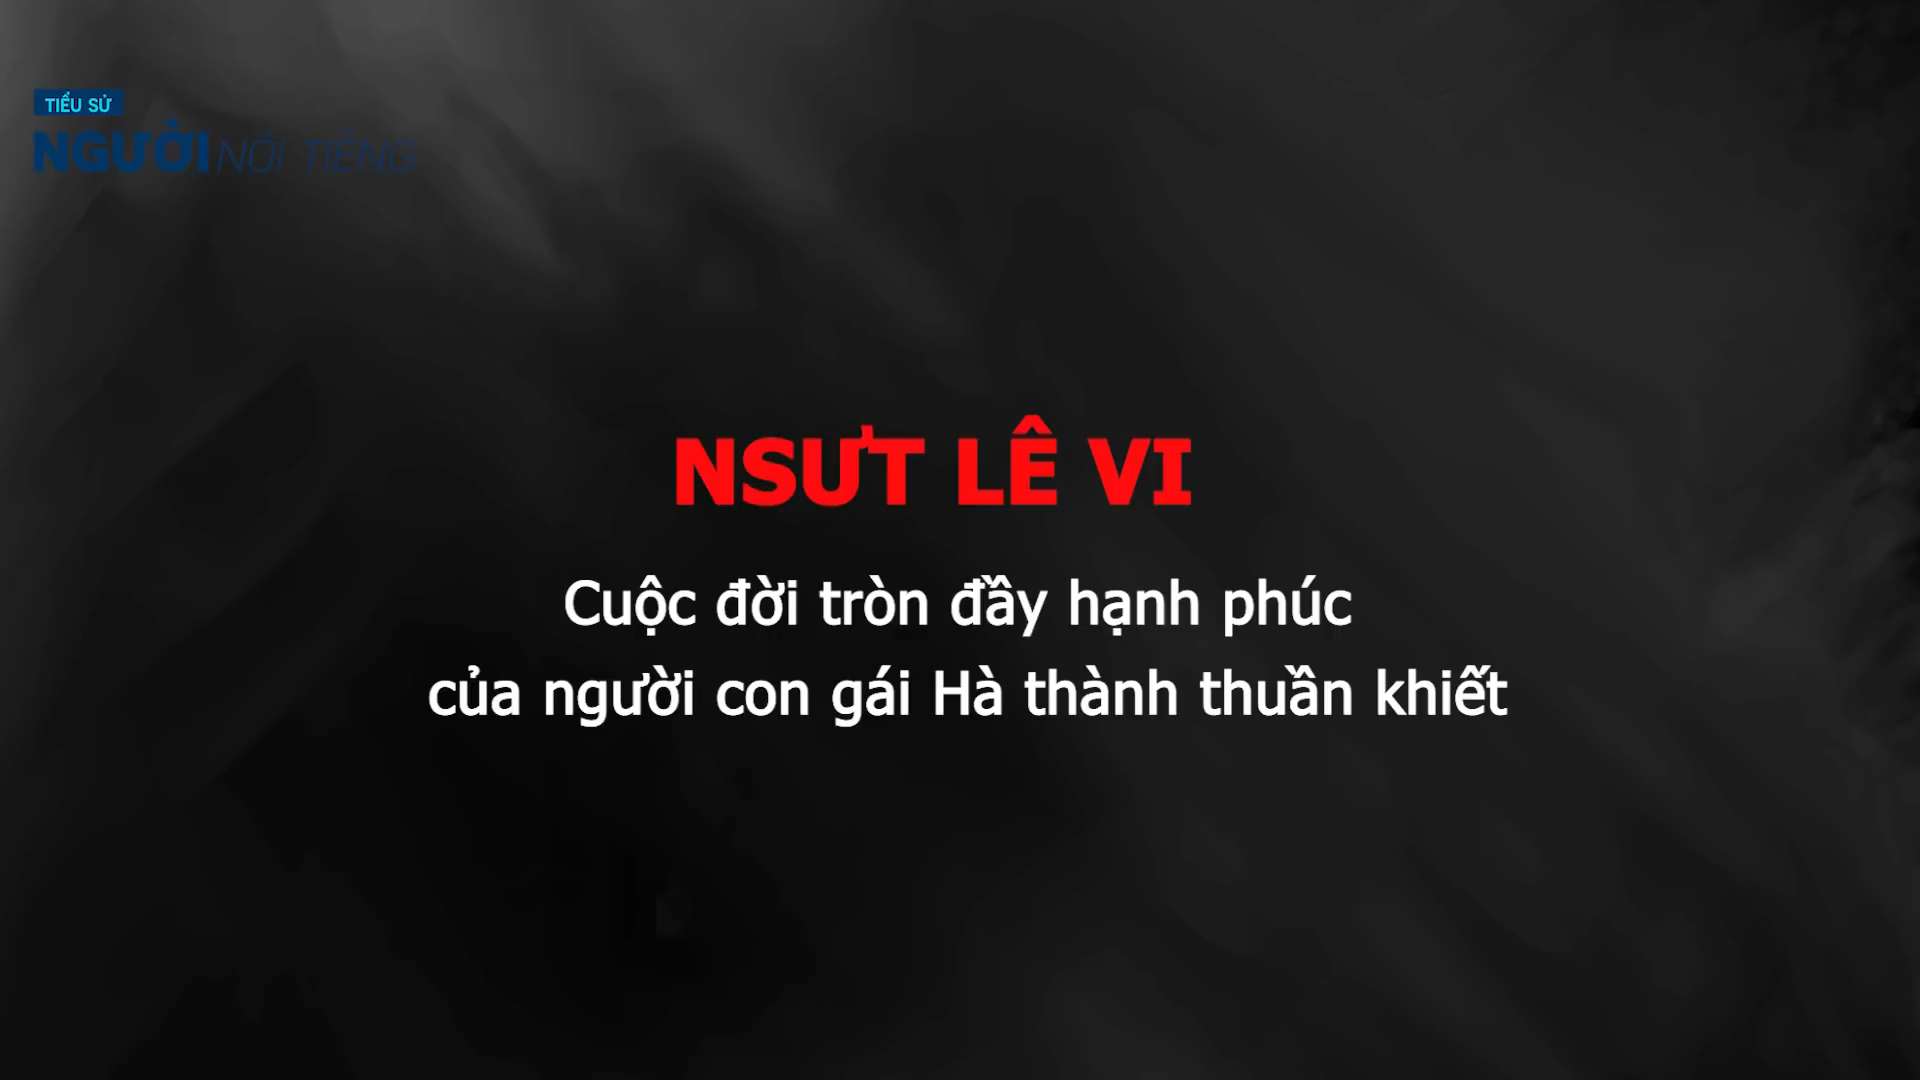 TIỂU SỬ
NGƯỜI NỔI TIẾNG
NSƯT LÊ VI
Cuộc đời tròn đầy hạnh phúc
của người con gái Hà thành thuần khiết